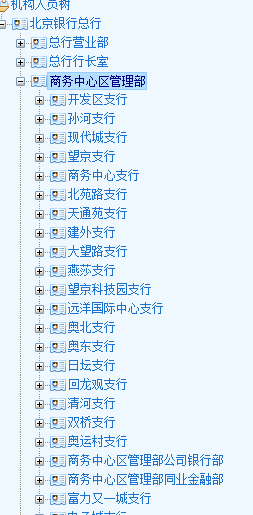 机构人员树
北京银行总行
总行营业部
总行行长室
商务中心区管理部
开发区支行
孙河支行
现代城支行
望京支行
商务中心支行
北苑路支行
天通苑支行
建外支行
大望路支行
燕莎支行
望京科技园支行
远洋国际中心支行
奥北支行
奥东支行
日坛支行
回龙观支行
清河支行
双桥支行
奥运村支行
商务中心区管理部公司银行部
商务中心区管理部同业金融部
富力又一城支行